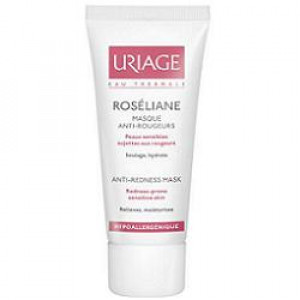 URIAGE
EAU THERMALE
ROSÉLIANE
MASQUE
ANTI-ROUGEURS
Peaux sensibles
sujettes aux rougeurs
Soulage, hydrate
ANTI-REDNESS MASK
Redness-prone
sensitive skin
Relieves, moisturises
HYPOALLERGÉNIQUE